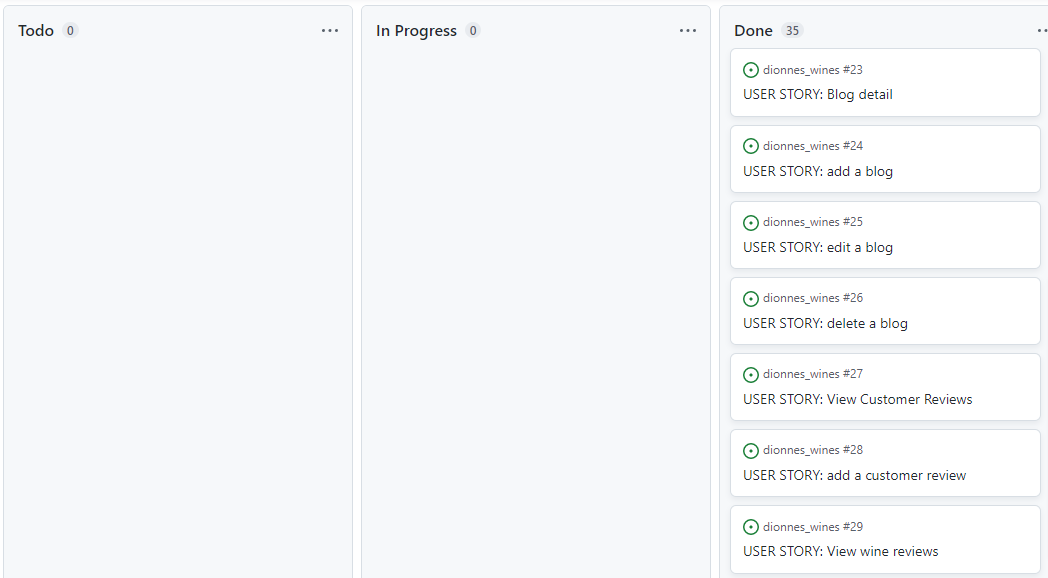 Todo 0
In Progress 0
Done 35
dionnes_wines #23
USER STORY: Blog detail
dionnes_wines #24
USER STORY: add a blog
dionnes_wines #25
USER STORY: edit a blog
dionnes_wines #26
USER STORY: delete a blog
dionnes_wines #27
USER STORY: View Customer Reviews
dionnes_wines #28
USER STORY: add a customer review
dionnes_wines #29
USER STORY: View wine reviews